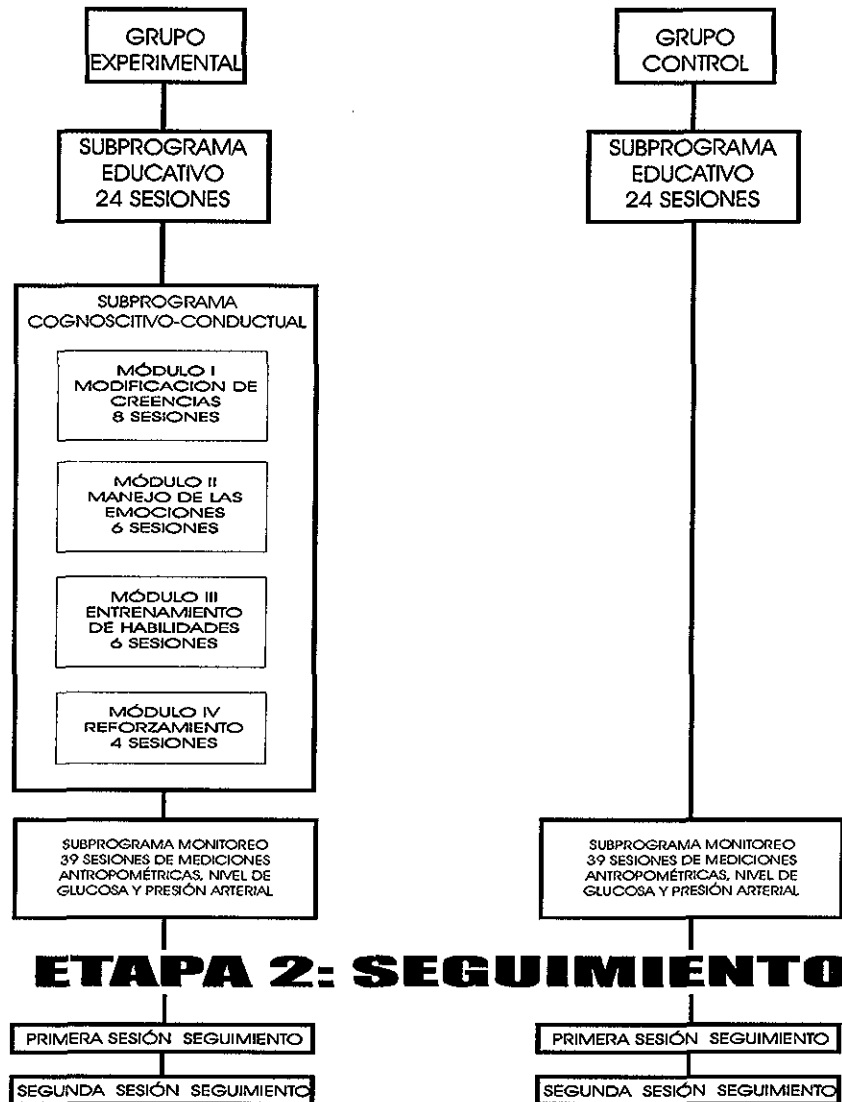 GRUPO
EXPERIMENTAL
GRUPO
CONTROL
SUBPROGRAMA
EDUCATIVO
24 SESIONES
SUBPROGRAMA
EDUCATIVO
24 SESIONES
SUBPROGRAMA
COGNOSCITIVO-CONDUCTUAL
MÓDULO I
MODIFICACION DE
CREENCIAS
8 SESIONES
MÓDULO II
MANEJO DE LAS
EMOCIONES
6 SESIONES
MÓDULO III
ENTRENAMIENTO
DE HABILIDADES
6 SESIONES
MÓDULO IV
REFORZAMIENTO
4 SESIONES
SUBPROGRAMA MONITOREO
39 SESIONES DE MEDICIONES
ANTROPOMÉTRICAS, NIVEL DE
GLUCOSA Y PRESIÓN ARTERIAL
SUBPROGRAMA MONITOREO
39 SESIONES DE MEDICIONES
ANTROPOMÉTRICAS, NIVEL DE
GLUCOSA Y PRESIÓN ARTERIAL
ETAPA 2: SEGUIMIENTO
PRIMERA SESIÓN SEGUIMIENTO
PRIMERA SESIÓN SEGUIMIENTO
SEGUNDA SESIÓN SEGUIMIENTO
SEGUNDA SESIÓN SEGUIMIENTO